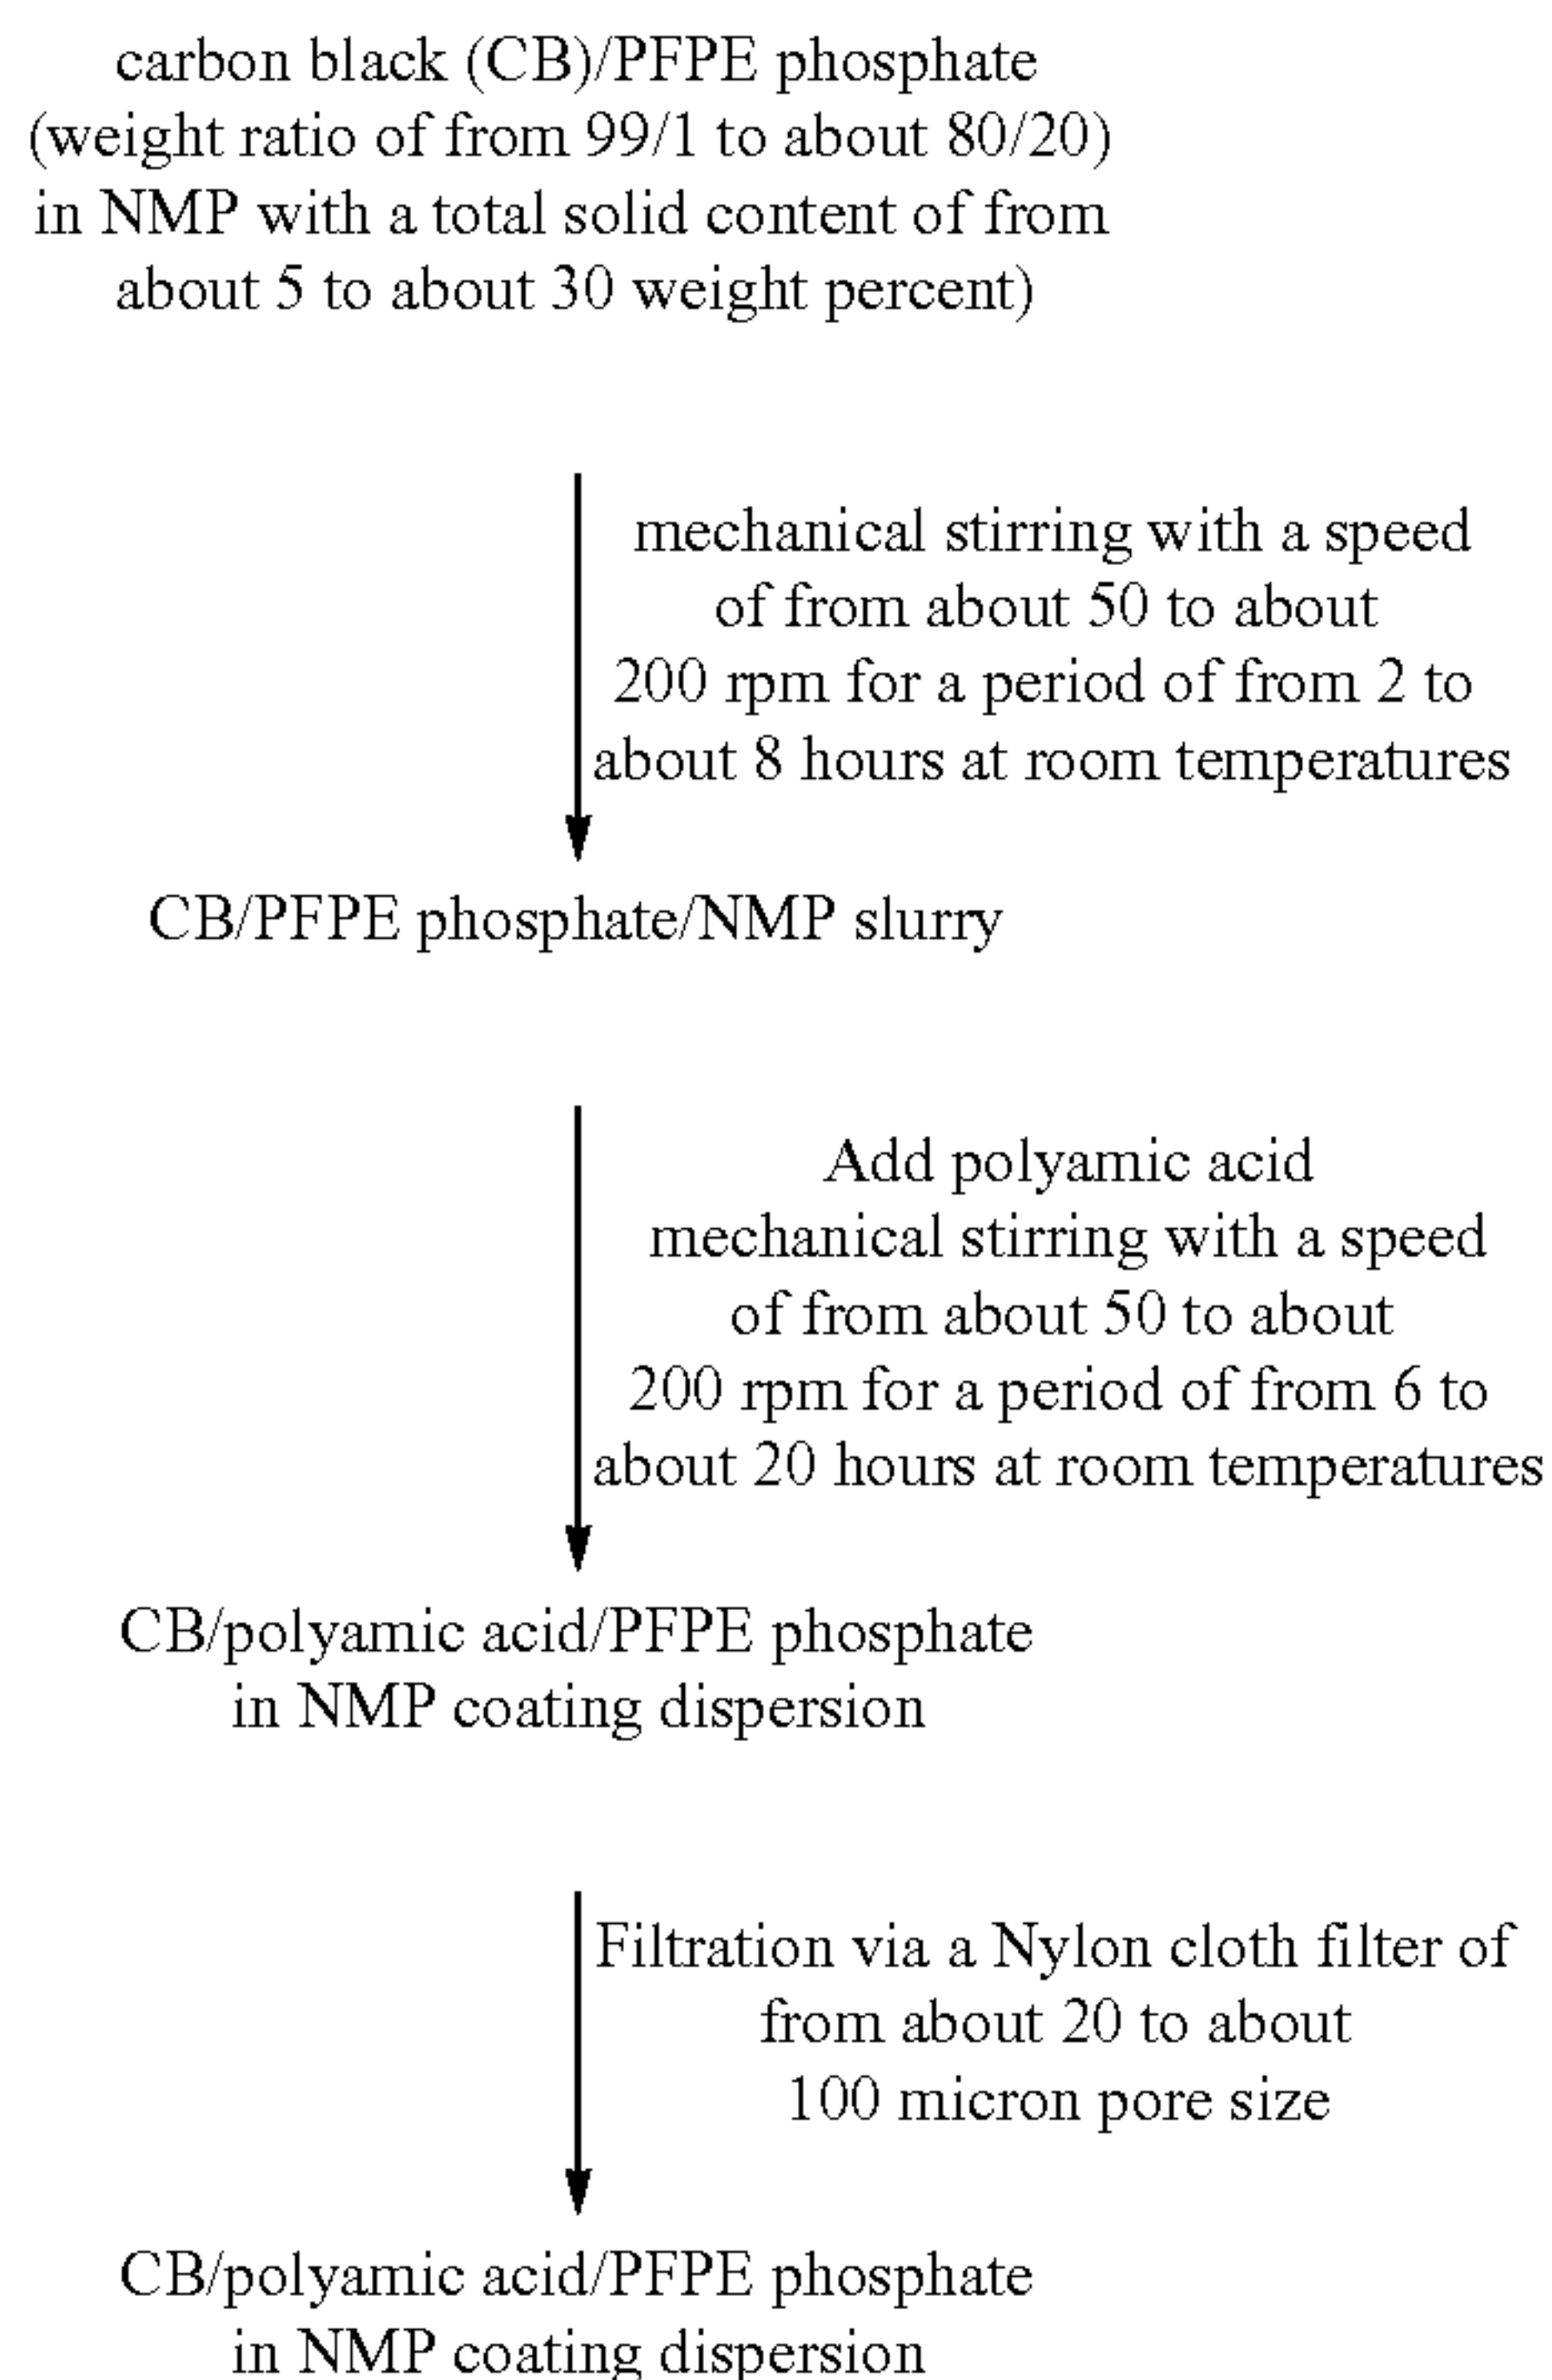 carbon black (CB)/PFPE phosphate
(weight ratio of from 99/1 to about 80/20)
in NMP with a total solid content of from
about 5 to about 30 weight percent)
mechanical stirring with a speed
of from about 50 to about
200 rpm for a period of from 2 to
about 8 hours at room temperatures
CB/PFPE phosphate/NMP slurry
Add polyamic acid
mechanical stirring with a speed
of from about 50 to about
200 rpm for a period of from 6 to
about 20 hours at room temperatures
CB/polyamic acid/PFPE phosphate
in NMP coating dispersion
Filtration via a Nylon cloth filter of
from about 20 to about
100 micron pore size
CB/polyamic acid/PFPE phosphate
in NMP coating dispersion